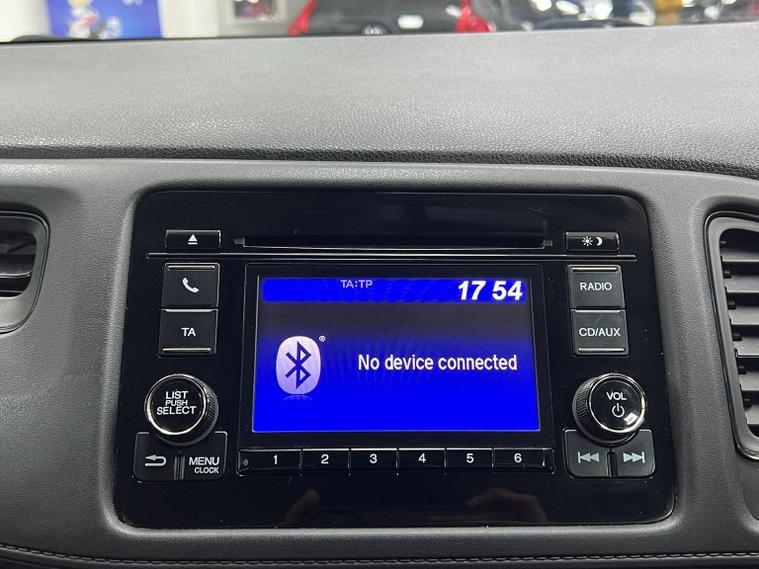 TA:TP
17 54
No device connected
®
TA
RADIO
CD/AUX
LIST
PUSH
SELECT
VOL
MENU
CLOCK
1 2 3 4 5 6